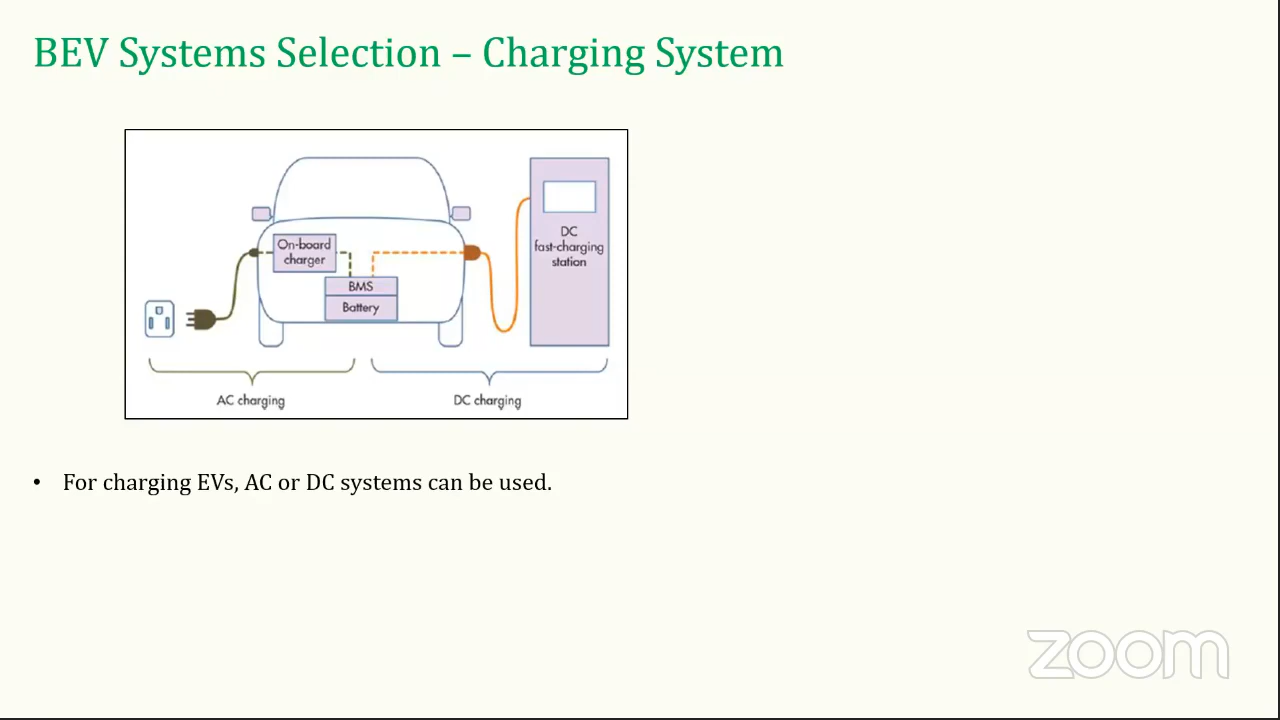 BEV Systems Selection – Charging System
On-board
charger
BMS
Battery
DC
fast-charging
station
AC charging
DC charging
• For charging EVs, AC or DC systems can be used.
zoom